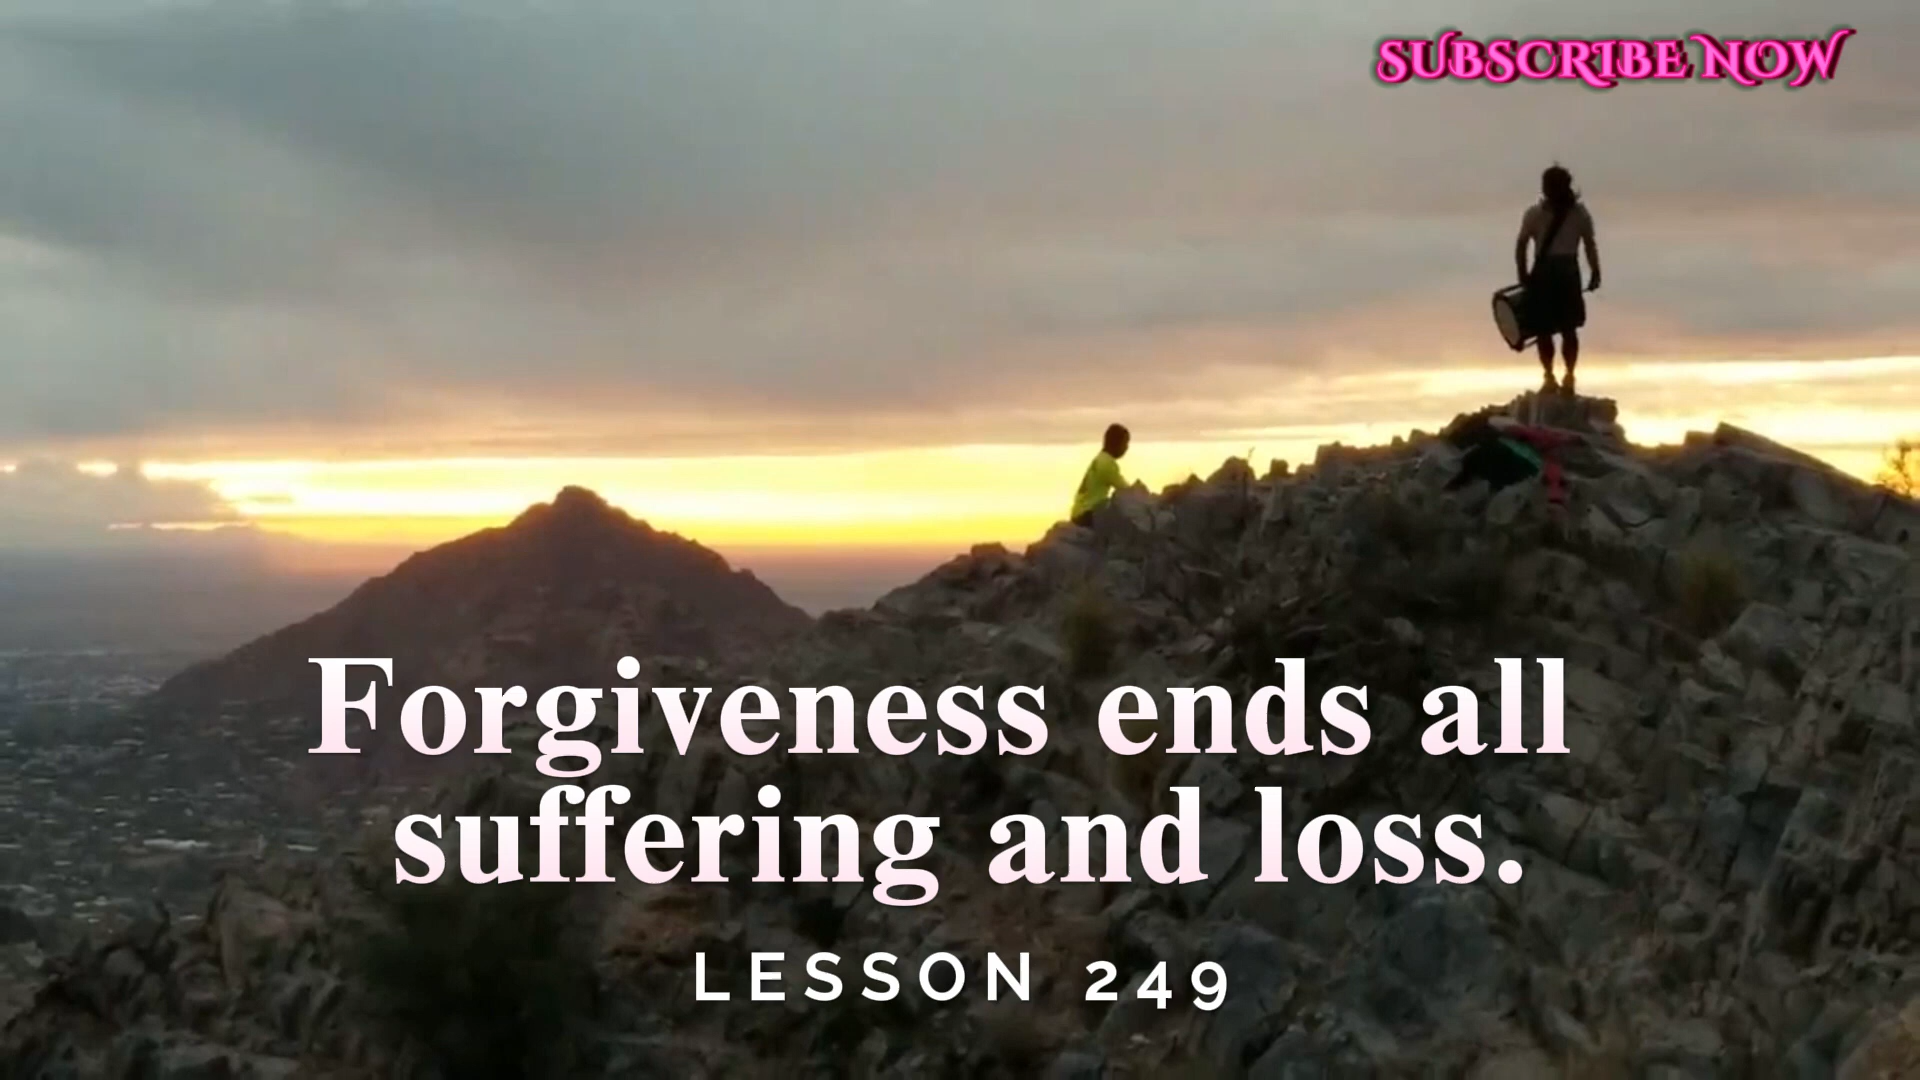 SUBSCRIBE NOW
Forgiveness ends all
suffering and loss.
LESSON 249